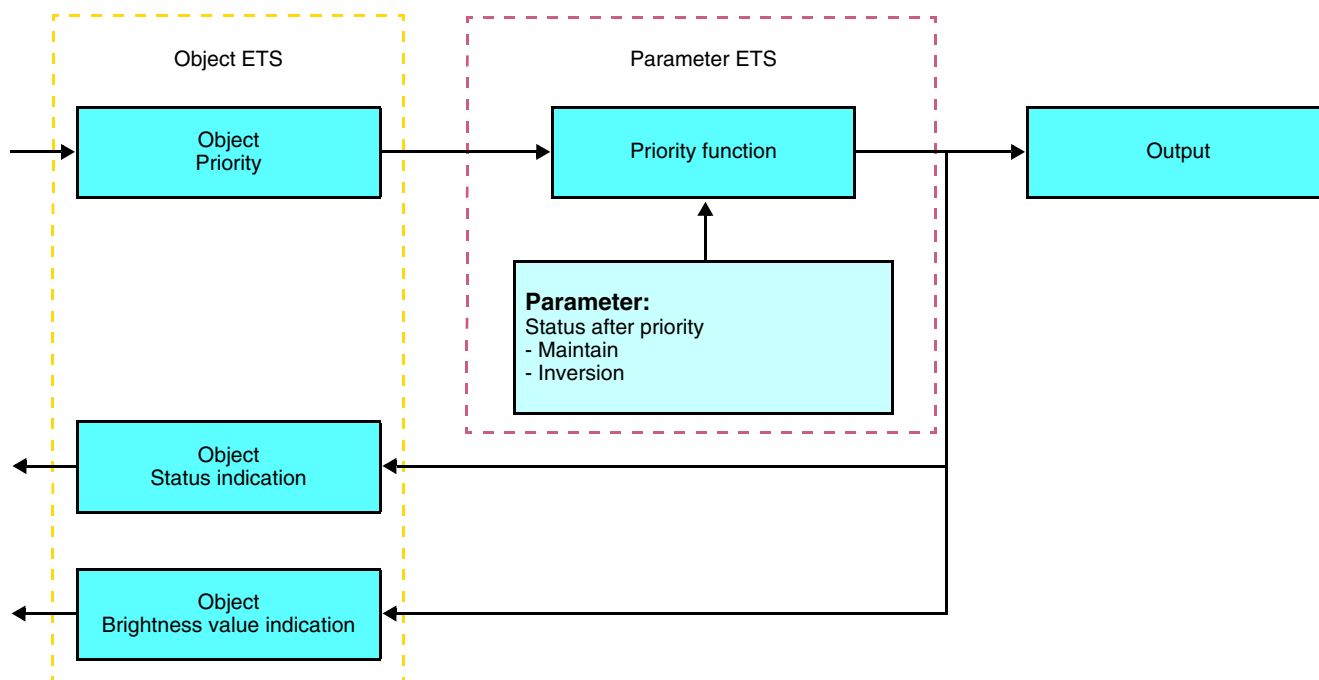 Object ETS
Parameter ETS
Object
Priority
Priority function
Output
Parameter:
Status after priority
- Maintain
- Inversion
Object
Status indication
Object
Brightness value indication